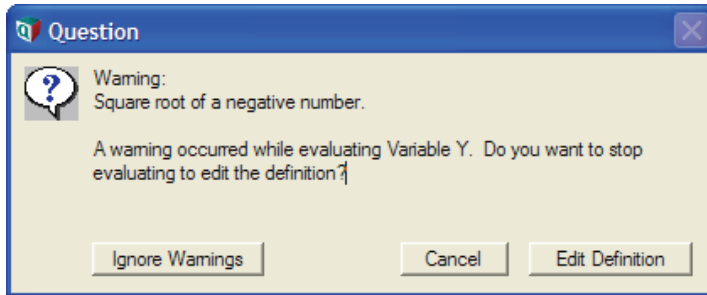 Question
Warning:
Square root of a negative number.
A warning occurred while evaluating Variable Y. Do you want to stop
evaluating to edit the definition?
Ignore Warnings
Cancel
Edit Definition